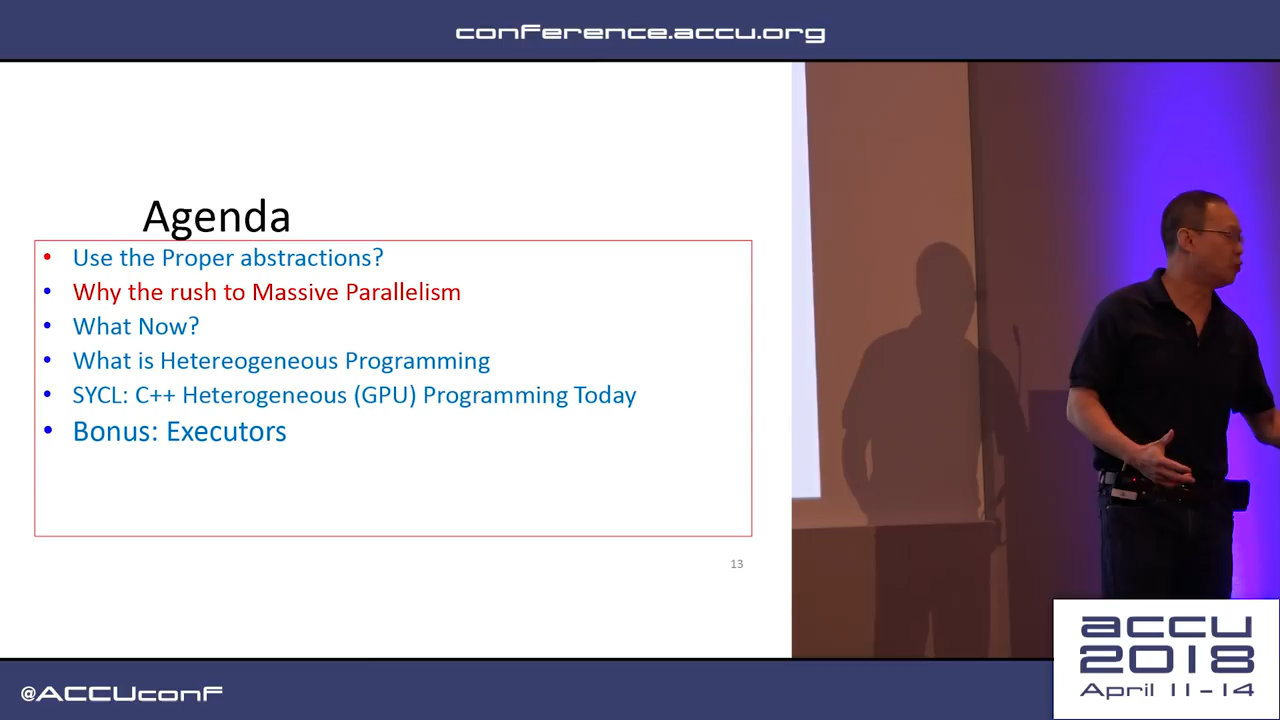 conference.accu.org
Agenda
• Use the Proper abstractions?
• Why the rush to Massive Parallelism
• What Now?
• What is Hetereogeneous Programming
• SYCL: C++ Heterogeneous (GPU) Programming Today
• Bonus: Executors
13
accu
2018
April 11-14
@ACCUconf